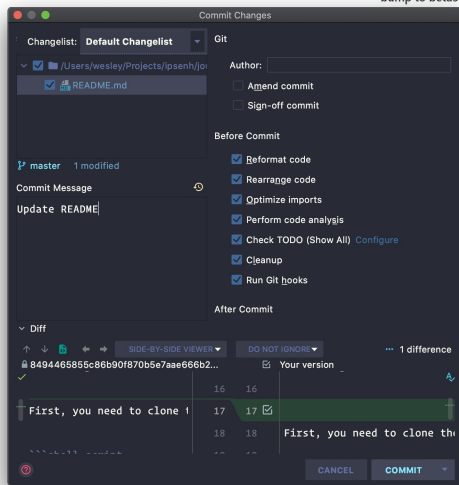 Commit Changes
Changelist: Default Changelist
/Users/wesley/Projects/ipsenh/jou
README.md
master 1 modified
Commit Message
Update README
Git
Author:
Amend commit
Sign-off commit
Before Commit
Reformat code
Rearrange code
Optimize imports
Perform code analysis
Check TODO (Show All) Configure
Cleanup
Run Git hooks
After Commit
Diff
SIDE-BY-SIDE VIEWER DO NOT IGNORE ... 1 difference
8494465855c86b90f870b5e7aae666b2... Your version
16 16
First, you need to clone 17 17
18 18 First, you need to clone the
CANCEL COMMIT